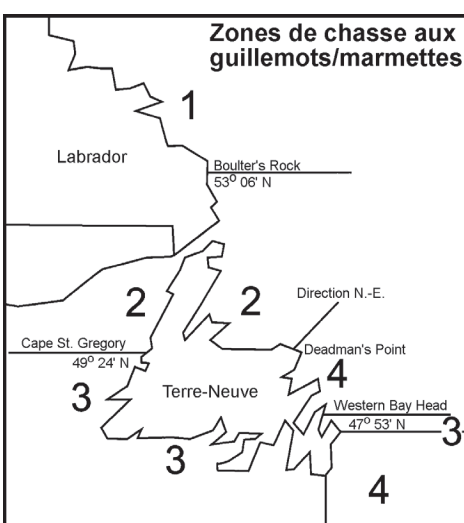 Zones de chasse aux
guillemots/marmettes
1
Labrador
Boulter's Rock
53° 06' N
2
2
Direction N.-E.
Cape St. Gregory
49° 24' N
Deadman's Point
4
3
Terre-Neuve
Western Bay Head
47° 53' N
3
3
4